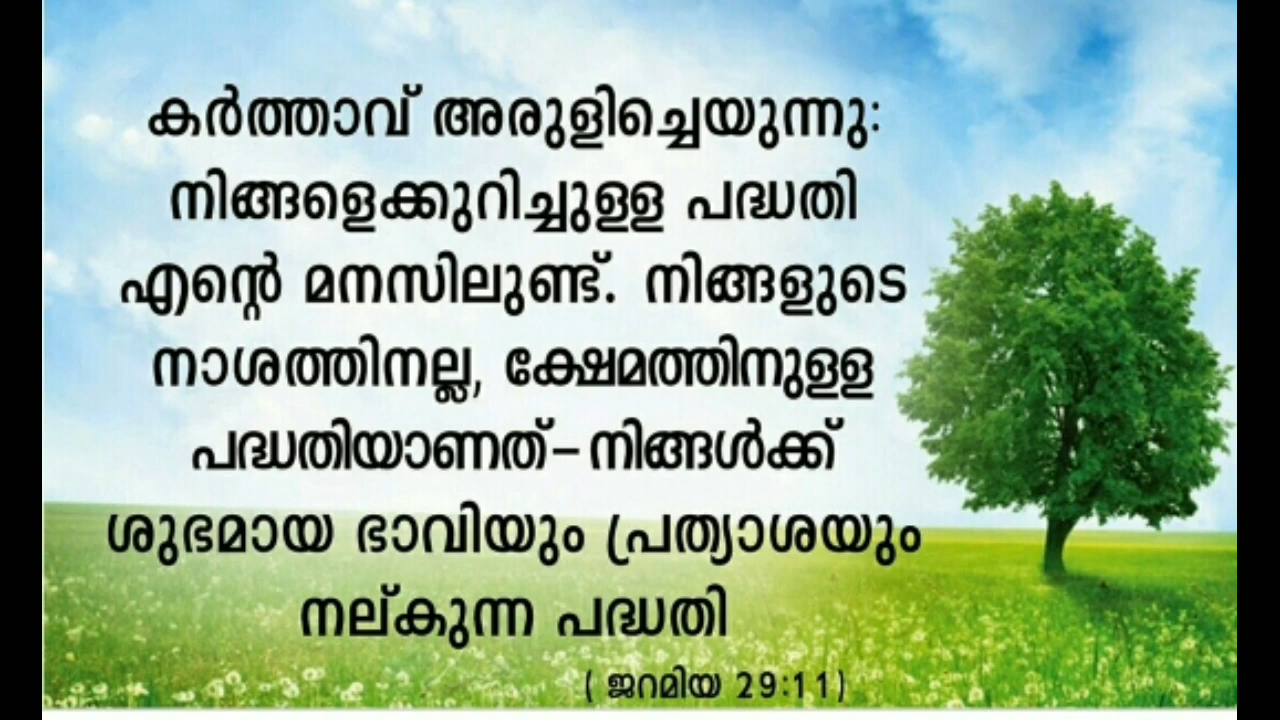 കർത്താവ് അരുളിച്ചെയുന്നു:
നിങ്ങളെക്കുറിച്ചുള്ള പദ്ധതി
എന്റെ മനസിലുണ്ട്. നിങ്ങളുടെ
നാശത്തിനല്ല, ക്ഷേമത്തിനുള്ള
പദ്ധതിയാണത്-നിങ്ങൾക്ക്
ശുഭമായ ഭാവിയും പ്രത്യാശയും
നല്കുന്ന പദ്ധതി
( ജറമിയ 29:11)